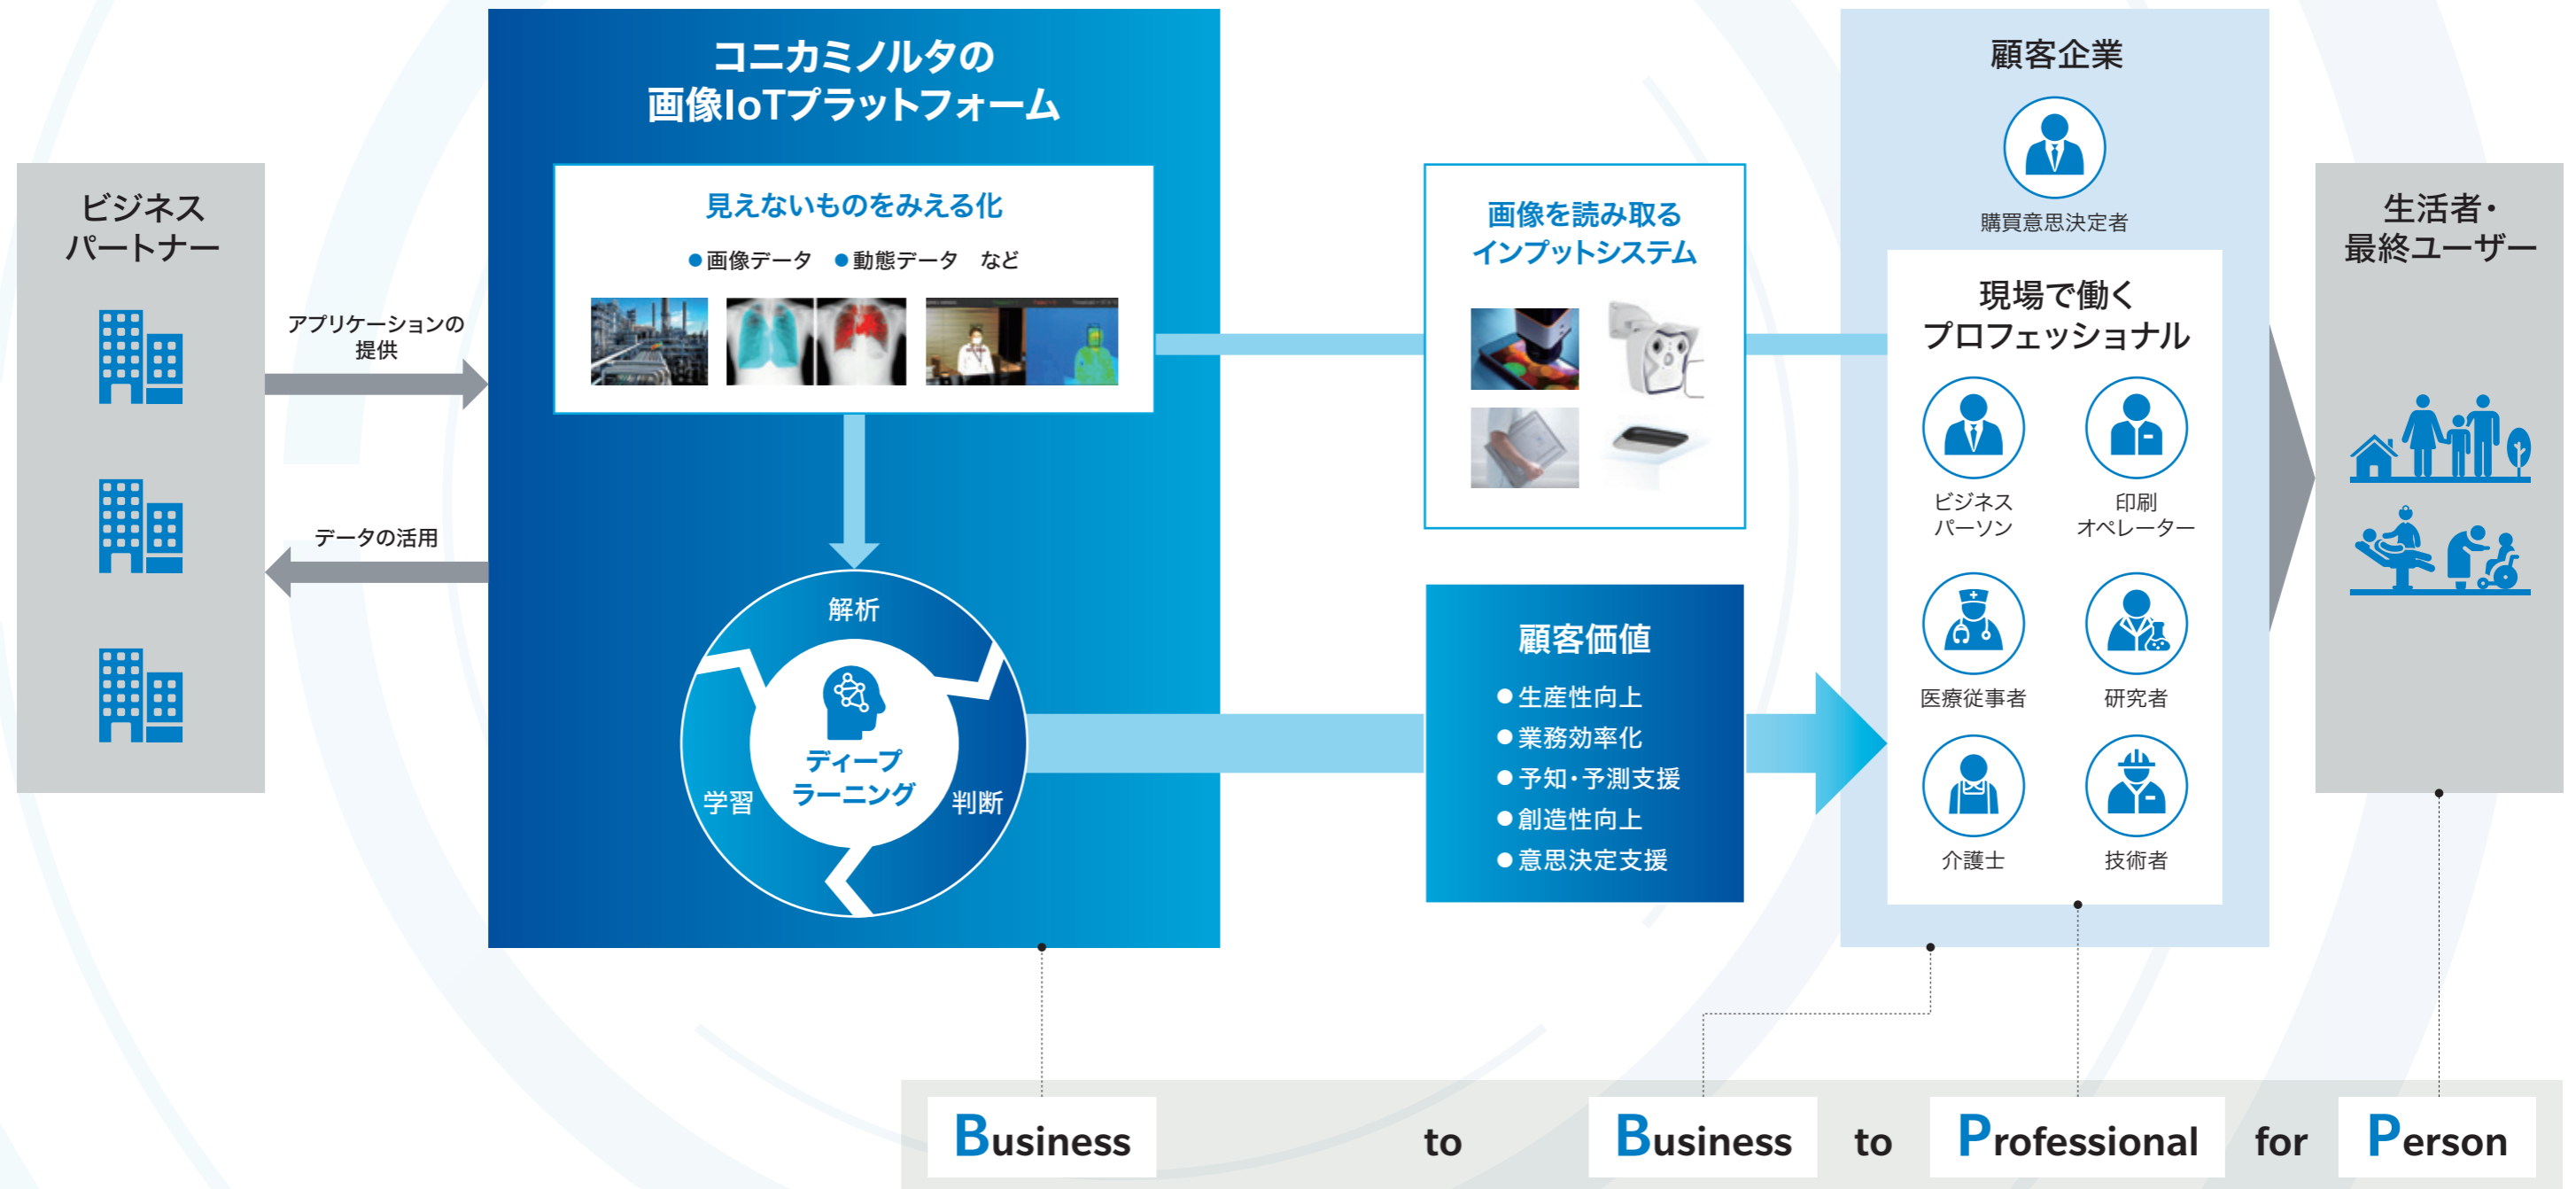 コニカミノルタの
画像IoTプラットフォーム
ビジネス
パートナー
アプリケーションの
提供
データの活用
見えないものをみえる化
●画像データ ●動態データ など
解析
学習
判断
ディープ
ラーニング
画像を読み取る
インプットシステム
顧客価値
●生産性向上
●業務効率化
●予知・予測支援
●創造性向上
●意思決定支援
顧客企業
購買意思決定者
現場で働く
プロフェッショナル
ビジネス
パーソン
印刷
オペレーター
医療従事者
研究者
介護士
技術者
生活者・
最終ユーザー
Business to Business to Professional for Person